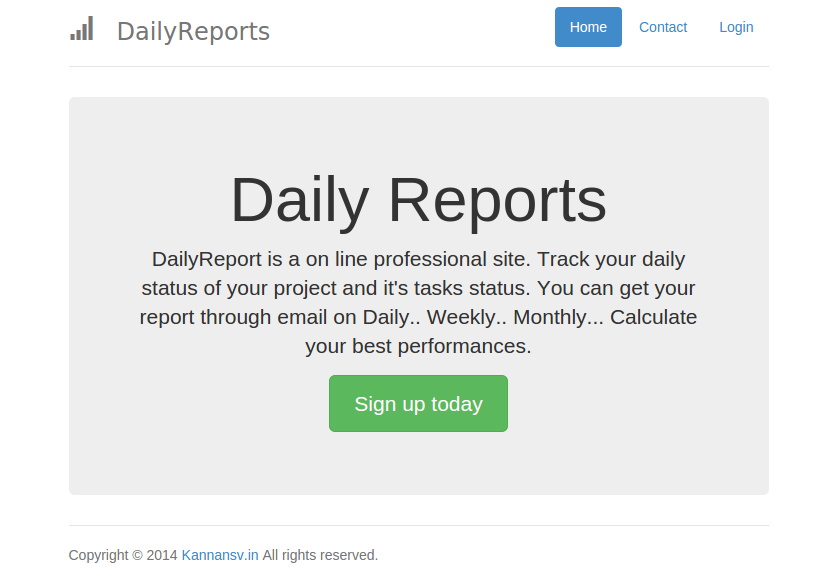 DailyReports
Home Contact Login
Daily Reports
DailyReport is a on line professional site. Track your daily
status of your project and it's tasks status. You can get your
report through email on Daily.. Weekly.. Monthly... Calculate
your best performances.
Sign up today
Copyright © 2014 Kannansv.in All rights reserved.